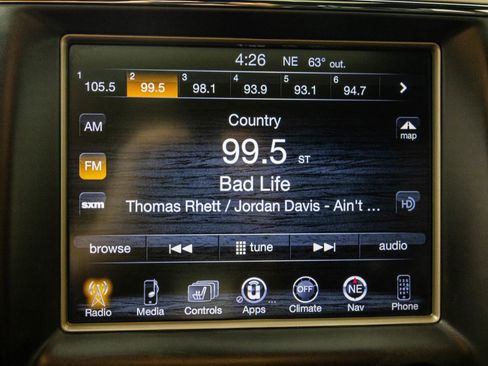 4:26 NE 63° out.
1 2 3 4 5 6
105.5 99.5 98.1 93.9 93.1 94.7
Country
AM
99.5 ST
map
FM
Bad Life
sxm
Thomas Rhett / Jordan Davis - Ain't ...
HD
browse tune audio
OFF NE
Radio Media Controls Apps ... Climate Nav Phone